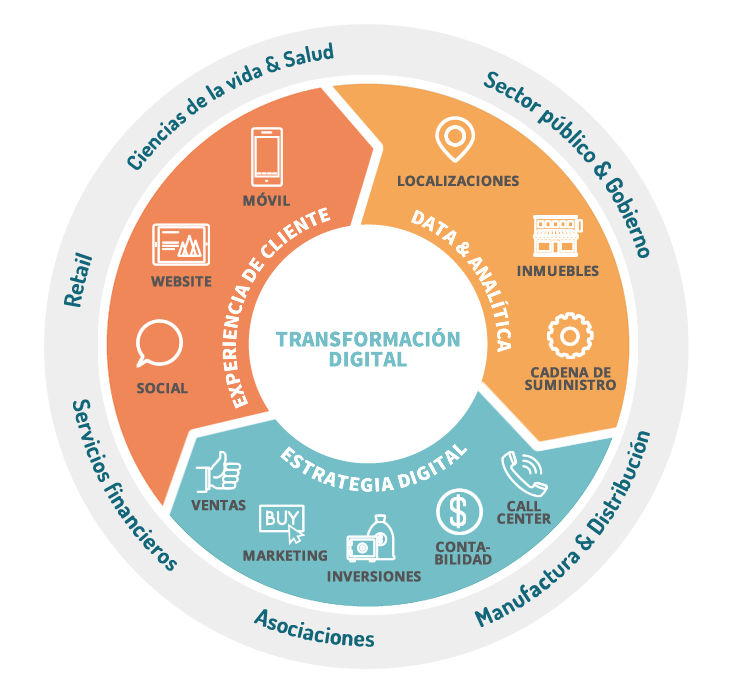 Ciencias de la vida & Salud
Sector público & Gobierno
Retail
Servicios financieros
Asociaciones
Manufactura & Distribución
EXPERIENCIA DE CLIENTE
MÓVIL
WEBSITE
SOCIAL
DATA & ANALÍTICA
LOCALIZACIONES
INMUEBLES
CADENA DE
SUMINISTRO
TRANSFORMACIÓN
DIGITAL
ESTRATEGIA DIGITAL
VENTAS
BUY
MARKETING
INVERSIONES
$
CONTA-
BILIDAD
CALL
CENTER